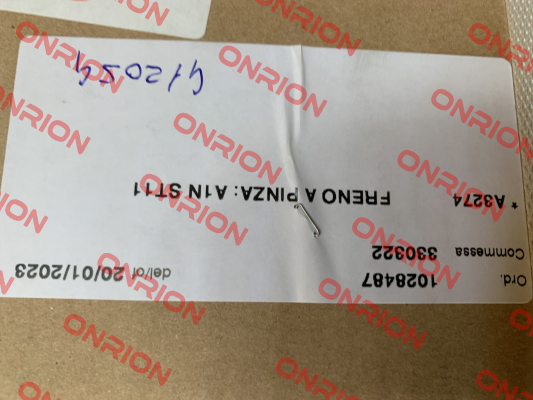 Ord. 1028487 del/of 20/01/2023
Commessa 330322
* A3274 FRENO A PINZA: A1N ST11
ONRION